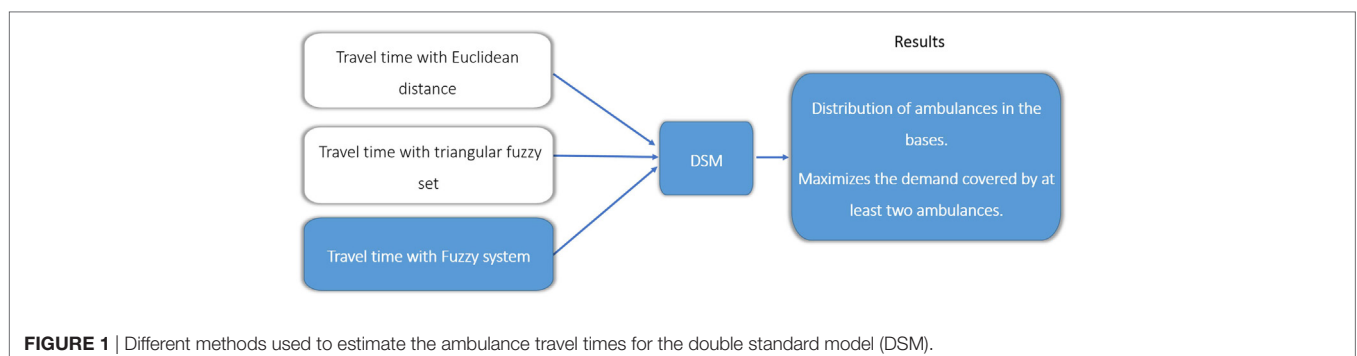 Travel time with Euclidean
distance
Travel time with triangular fuzzy
set
Travel time with Fuzzy system
DSM
Results
Distribution of ambulances in the
bases.
Maximizes the demand covered by at
least two ambulances.
FIGURE 1 | Different methods used to estimate the ambulance travel times for the double standard model (DSM).